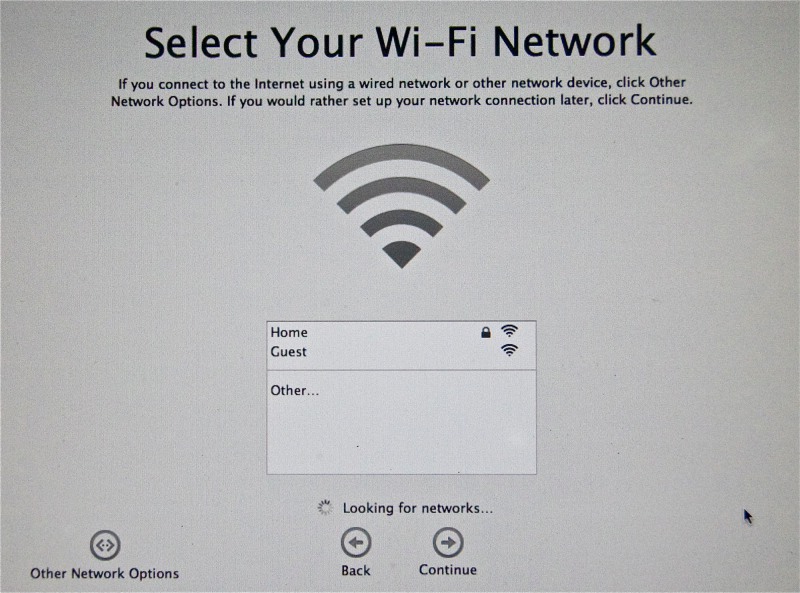 Select Your Wi-Fi Network
If you connect to the Internet using a wired network or other network device, click Other
Network Options. If you would rather set up your network connection later, click Continue.
Home
Guest
Other...
Looking for networks...
Other Network Options
Back
Continue